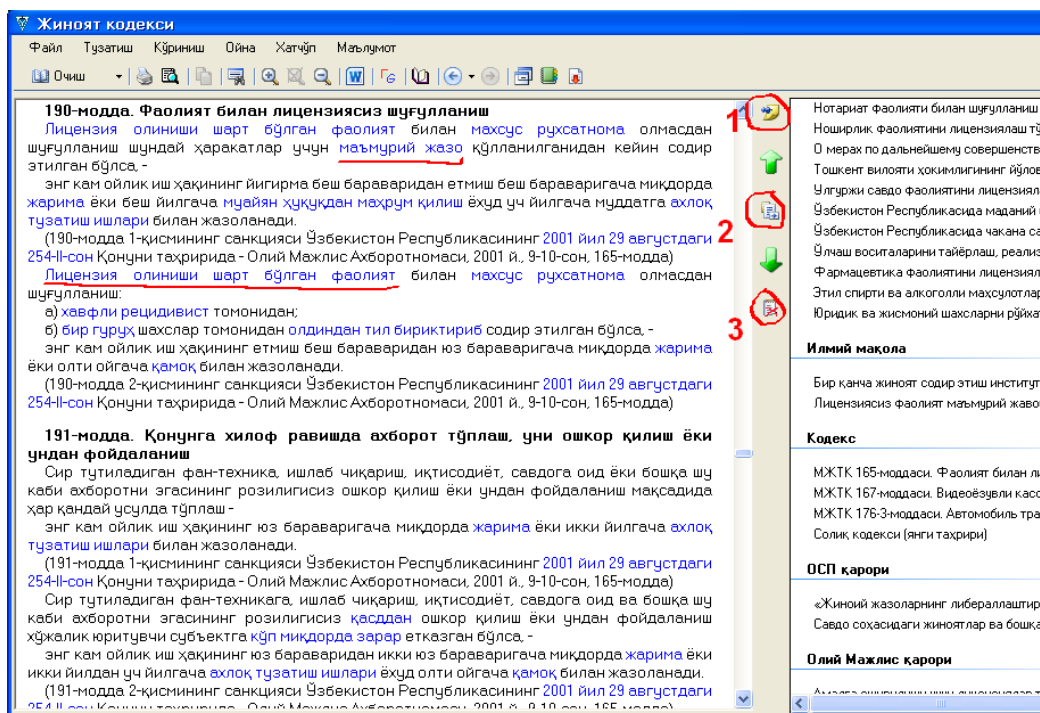 Жиноят кодекси
Файл Тузатиш Кўриниш Ойна Хатчўп Маълумот
Очиш
190-модда. Фаолият билан лицензиясиз шуғулланиш
Лицензия олиниши шарт бўлган фаолият билан махсус рухсатнома олмасдан
шуғулланиш шундай ҳаракатлар учун маъмурий жазо қўлланилганидан кейин содир
этилган бўлса, -
энг кам ойлик иш ҳақининг йигирма беш бараваридан етмиш беш бараваригача миқдорда
жарима ёки беш йилгача муайян ҳуқуқдан маҳрум қилиш ёхуд уч йилгача муддатга ахлоқ
тузатиш ишлари билан жазоланади.
(190-модда 1-қисмининг санкцияси Ўзбекистон Республикасининг 2001 йил 29 августдаги
254-II-сон Қонуни таҳририда - Олий Мажлис Ахборотномаси, 2001 й., 9-10-сон, 165-модда)
Лицензия олиниши шарт бўлган фаолият билан махсус рухсатнома олмасдан
шуғулланиш:
а) хавфли рецидивист томонидан;
б) бир гуруҳ шахслар томонидан олдиндан тил бириктириб содир этилган бўлса, -
энг кам ойлик иш ҳақининг етмиш беш бараваридан юз бараваригача миқдорда жарима
ёки олти ойгача қамоқ билан жазоланади.
(190-модда 2-қисмининг санкцияси Ўзбекистон Республикасининг 2001 йил 29 августдаги
254-II-сон Қонуни таҳририда - Олий Мажлис Ахборотномаси, 2001 й., 9-10-сон, 165-модда)
191-модда. Қонунга хилоф равишда ахборот тўплаш, уни ошкор қилиш ёки
ундан фойдаланиш
Сир тутиладиган фан-техника, ишлаб чиқариш, иқтисодиёт, савдога оид ёки бошқа шу
каби ахборотни эгасининг розилигисиз ошкор қилиш ёки ундан фойдаланиш мақсадида
ҳар қандай усулда тўплаш -
энг кам ойлик иш ҳақининг юз бараваригача миқдорда жарима ёки икки йилгача ахлоқ
тузатиш ишлари билан жазоланади.
(191-модда 1-қисмининг санкцияси Ўзбекистон Республикасининг 2001 йил 29 августдаги
254-II-сон Қонуни таҳририда - Олий Мажлис Ахборотномаси, 2001 й., 9-10-сон, 165-модда)
Сир тутиладиган фан-техникага, ишлаб чиқариш, иқтисодиёт, савдога оид ва бошқа шу
каби ахборотни эгасининг розилигисиз қасддан ошкор қилиш ёки ундан фойдаланиш
хўжалик юритувчи субъектга кўп миқдорда зарар етказган бўлса, -
энг кам ойлик иш ҳақининг юз бараваридан икки юз бараваригача миқдорда жарима ёки
икки йилдан уч йилгача ахлоқ тузатиш ишлари ёхуд олти ойгача қамоқ билан жазоланади.
(191-модда 2-қисмининг санкцияси Ўзбекистон Республикасининг 2001 йил 29 августдаги
254-II-сон Қонуни таҳририда - Олий Мажлис Ахборотномаси, 2001 й., 9-10-сон, 165-модда)
1
2
3
Нотариат фаолияти билан шуғулланиш
Ноширлик фаолиятини лицензиялаш
О мерах по дальнейшему
Тошкент вилояти ҳокимлигининг
Улгуржи савдо фаолиятини
Ўзбекистон Республикасида маданий
Ўзбекистон Республикасида чакана
Ўлчаш воситаларини тайёрлаш,
Фармацевтика фаолиятини
Этил спирти ва алкоголли
Юридик ва жисмоний шахсларни
Илмий мақола
Бир қанча жиноят содир этиш
Лицензиясиз фаолият маъмурий
Кодекс
МЖТК 165-моддаси. Фаолият билан
МЖТК 167-моддаси. Видеоёзувли
МЖТК 176-3-моддаси. Автомобиль
Солиқ кодекси (янги таҳрири)
ОСП қарори
«Жиноий жазоларнинг
Савдо соҳасидаги жиноятлар ва
Олий Мажлис қарори